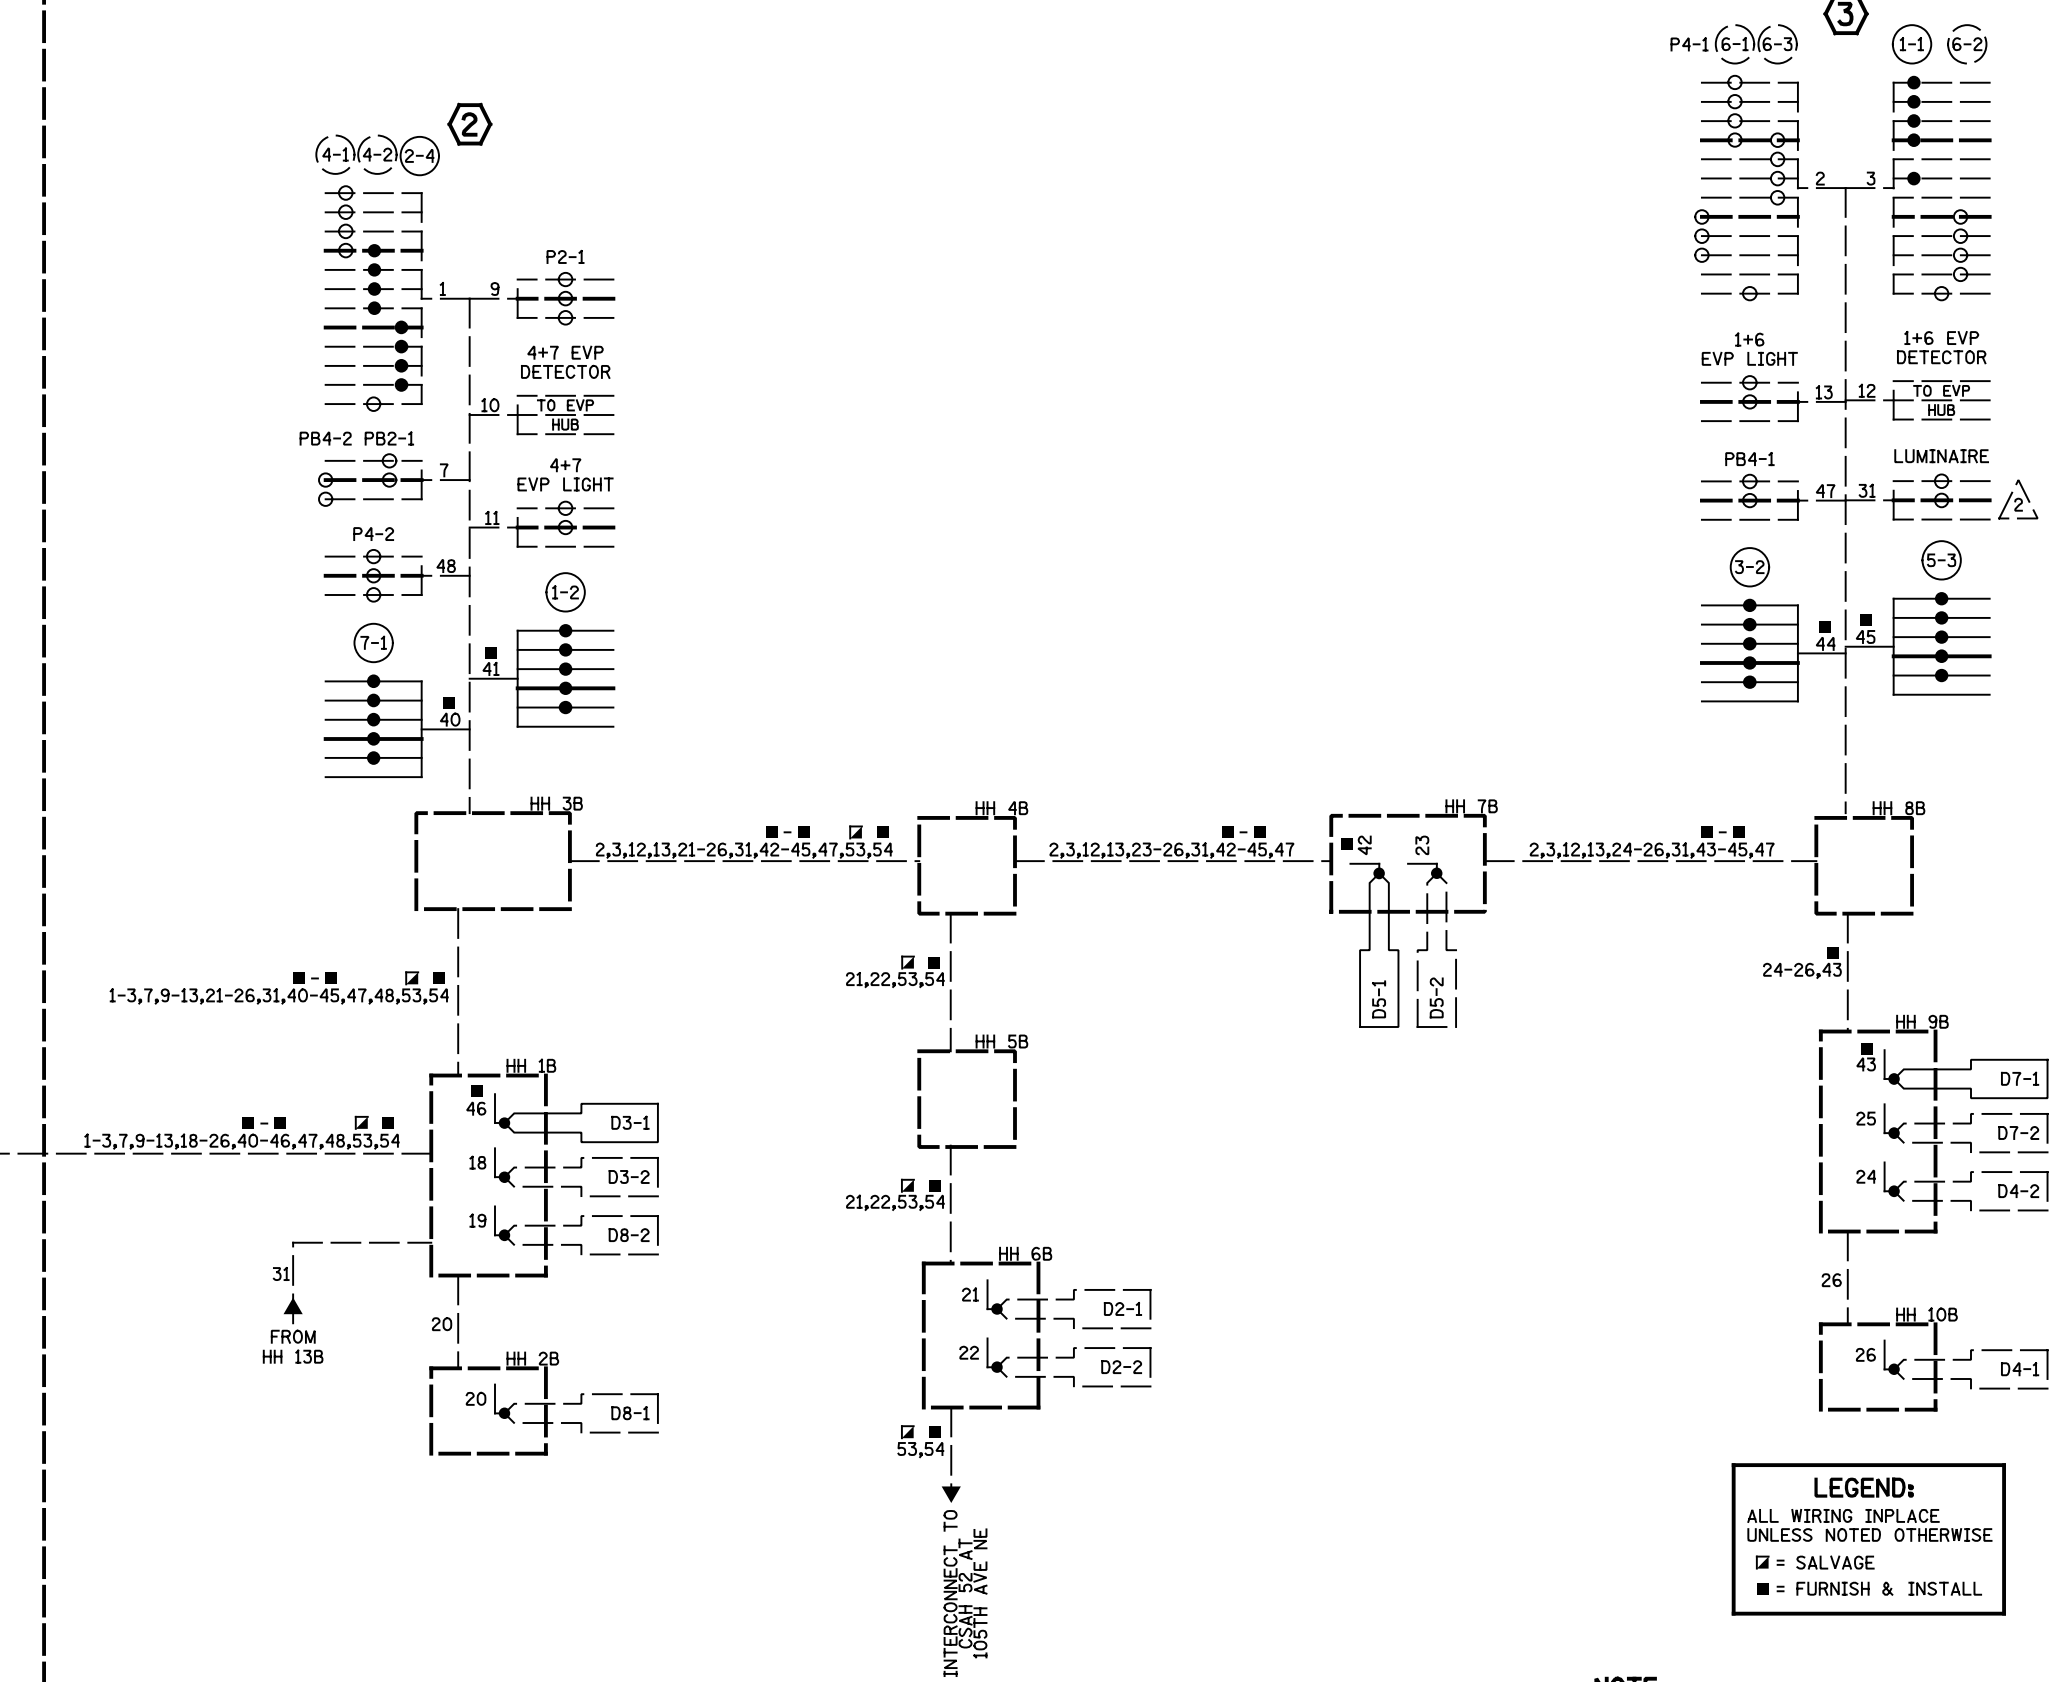 2
4-1 4-2 2-4
1 9
P2-1
4+7 EVP
DETECTOR
10
TO EVP
HUB
PB4-2 PB2-1
7
4+7
EVP LIGHT
11
P4-2
48
1-2
7-1
41
40
3
P4-1 6-1 6-3 1-1 6-2
2 3
1+6
EVP LIGHT
1+6 EVP
DETECTOR
13 12
TO EVP
HUB
PB4-1
LUMINAIRE
47 31
2
3-2
5-3
44 45
HH 3B
2,3,12,13,21-26,31,42-45,47,53,54
HH 4B
2,3,12,13,23-26,31,42-45,47
HH 7B
42
23
D5-1
D5-2
2,3,12,13,24-26,31,43-45,47
HH 8B
1-3,7,9-13,21-26,31,40-45,47,48,53,54
21,22,53,54
24-26,43
HH 1B
46
D3-1
18
D3-2
19
D8-2
1-3,7,9-13,18-26,40-46,47,48,53,54
31
FROM
HH 13B
20
HH 2B
20
D8-1
HH 5B
21,22,53,54
HH 6B
21
D2-1
22
D2-2
53,54
INTERCONNECT TO
CSAH 52 AT
105TH AVE NE
HH 9B
43
D7-1
25
D7-2
24
D4-2
26
HH 10B
26
D4-1
LEGEND:
ALL WIRING INPLACE
UNLESS NOTED OTHERWISE
= SALVAGE
= FURNISH & INSTALL